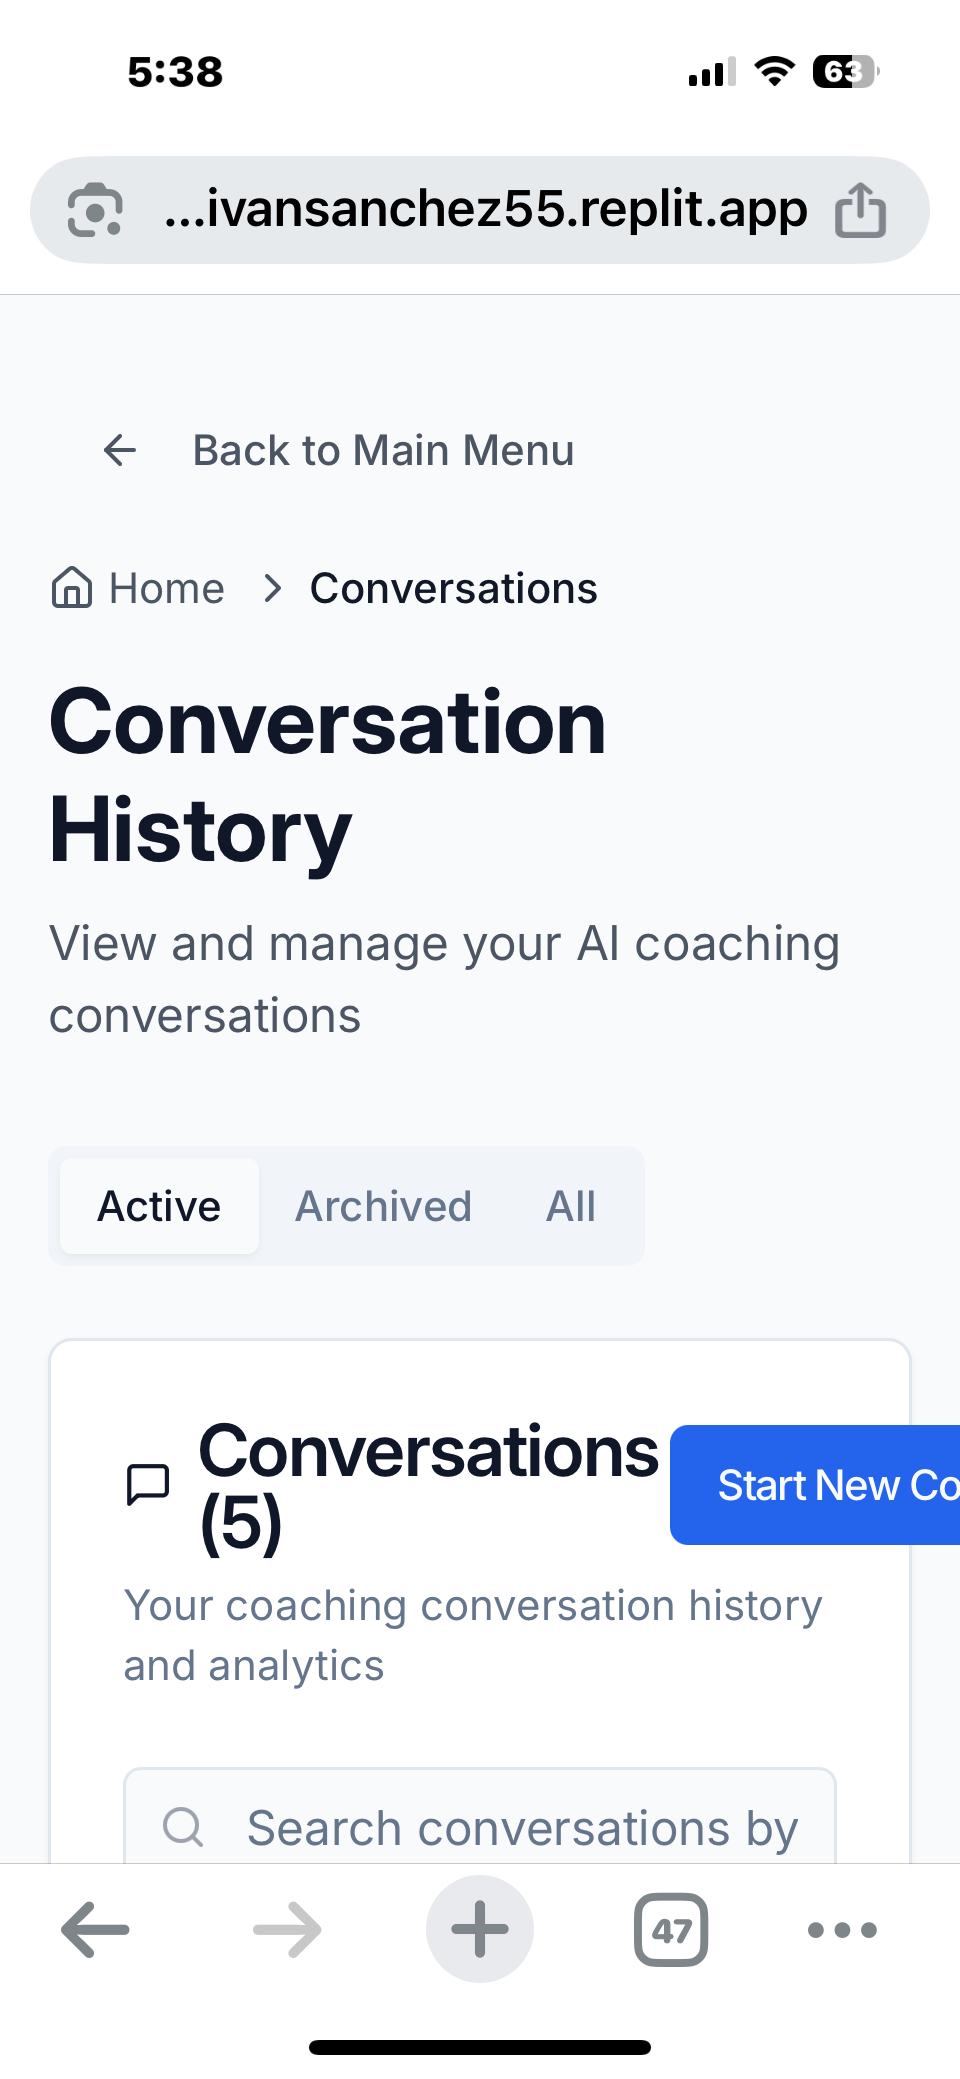 5:38
63
...ivansanchez55.replit.app
Back to Main Menu
Home > Conversations
Conversation
History
View and manage your AI coaching
conversations
Active
Archived
All
Conversations
(5)
Start New Co
Your coaching conversation history
and analytics
Search conversations by
47